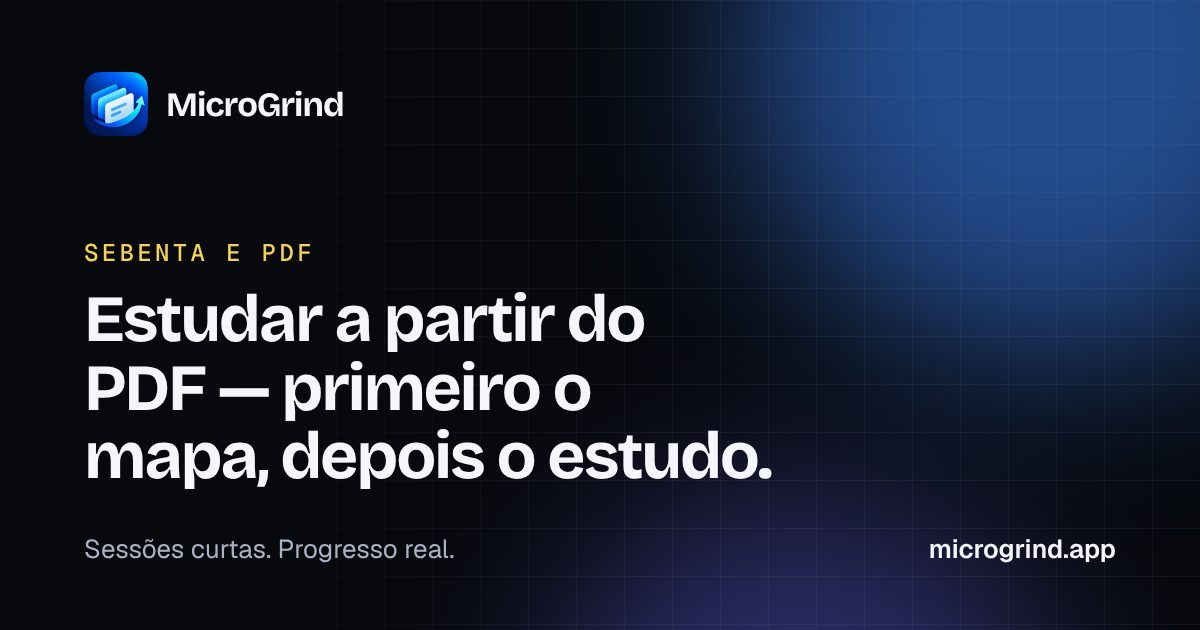 MicroGrind
SEBENTA E PDF
Estudar a partir do
PDF — primeiro o
mapa, depois o estudo.
Sessões curtas. Progresso real.
microgrind.app